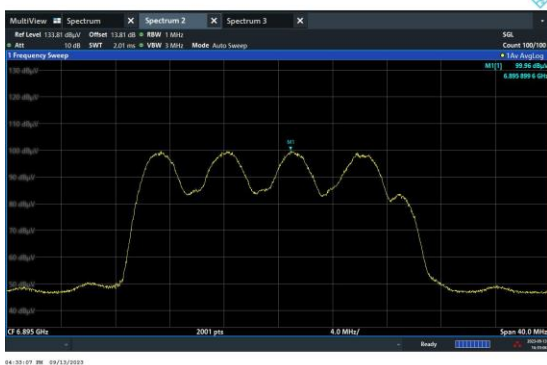 MultiView Spectrum X Spectrum 2 X Spectrum 3 X
Ref Level 133.81 dBµV Offset 13.81 dB RBW 1 MHz SGL
Att 10 dB SWT 2.01 ms VBW 3 MHz Mode Auto Sweep Count 100/100
1 Frequency Sweep 1Av AvgLog
M1[1] 99.96 dBµV
6.895 899 6 GHz
130 dBµV
120 dBµV
110 dBµV
M1
100 dBµV
90 dBµV
80 dBµV
70 dBµV
60 dBµV
50 dBµV
40 dBµV
CF 6.895 GHz 2001 pts 4.0 MHz/ Span 40.0 MHz
Ready 2023-09-13
04:33:07 PM 09/13/2023